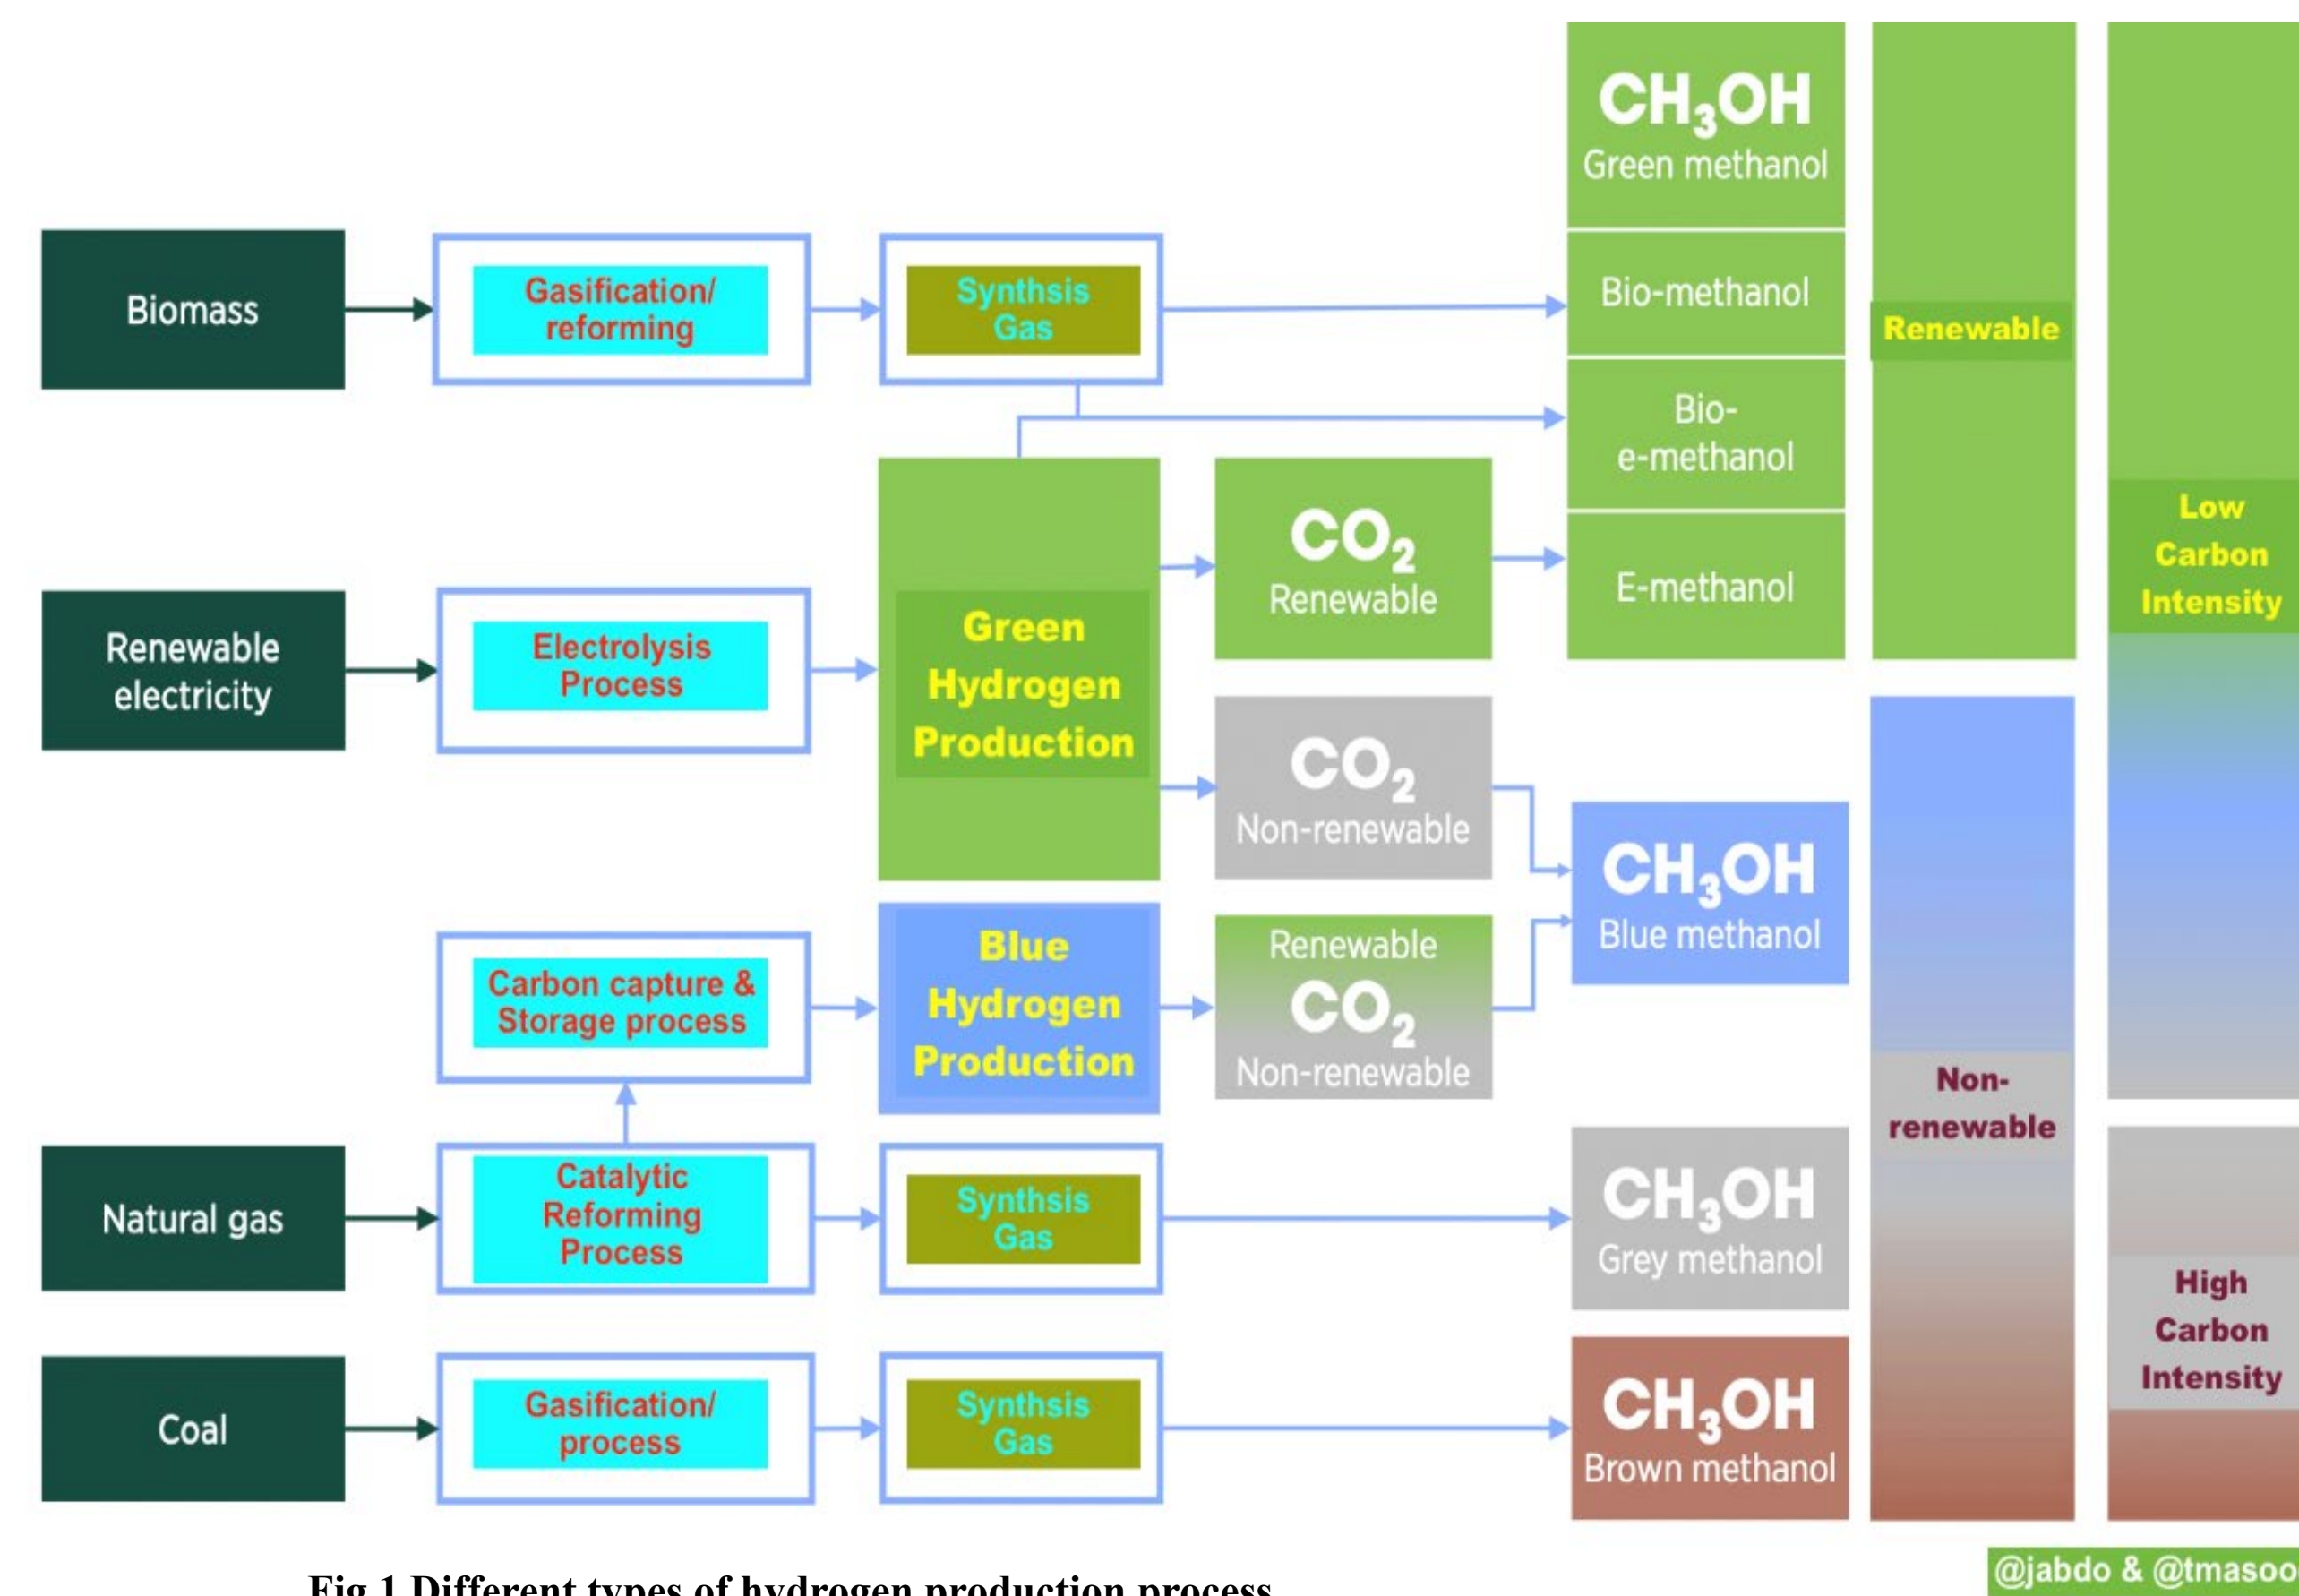 CH₃OH
Green methanol
Biomass
Gasification/
reforming
Synthsis
Gas
Bio-methanol
Renewable
Bio-
e-methanol
Low
Carbon
Intensity
Renewable
electricity
Electrolysis
Process
Green
Hydrogen
Production
CO₂
Renewable
E-methanol
CO₂
Non-renewable
CH₃OH
Blue methanol
Carbon capture &
Storage process
Blue
Hydrogen
Production
Renewable
CO₂
Non-renewable
Non-
renewable
Natural gas
Catalytic
Reforming
Process
Synthsis
Gas
CH₃OH
Grey methanol
High
Carbon
Intensity
Coal
Gasification/
process
Synthsis
Gas
CH₃OH
Brown methanol
@jabdo & @tmasoo
Fig 1 Different types of hydrogen production process